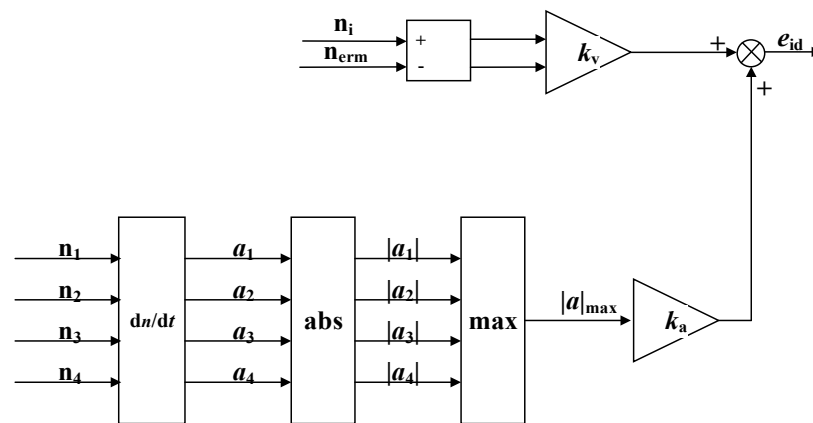 n_i
n_erm
+
-
k_v
+
e_id
+
n_1 a_1 |a_1|
n_2 a_2 |a_2|
n_3 a_3 |a_3|
n_4 a_4 |a_4|
dn/dt
abs
max
|a|_max
k_a